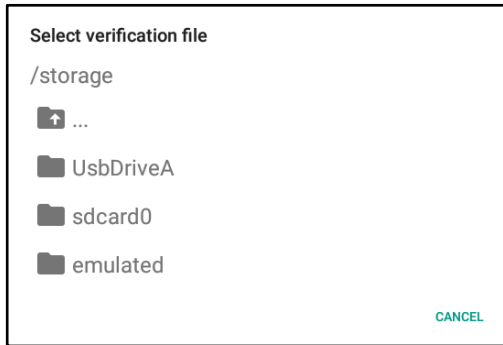 Select verification file
/storage
...
UsbDriveA
sdcard0
emulated
CANCEL